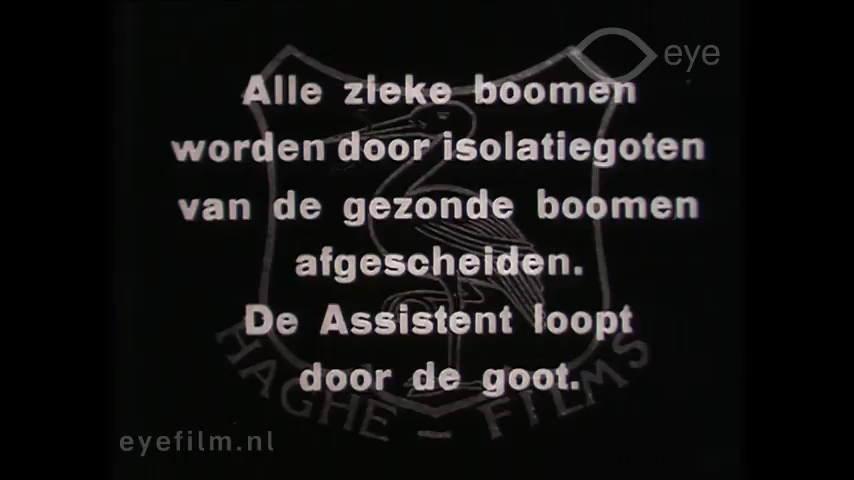 eye
Alle zieke boomen
worden door isolatiegoten
van de gezonde boomen
afgescheiden.
De Assistent loopt
door de goot.
HAGHE – FILMS
eyefilm.nl